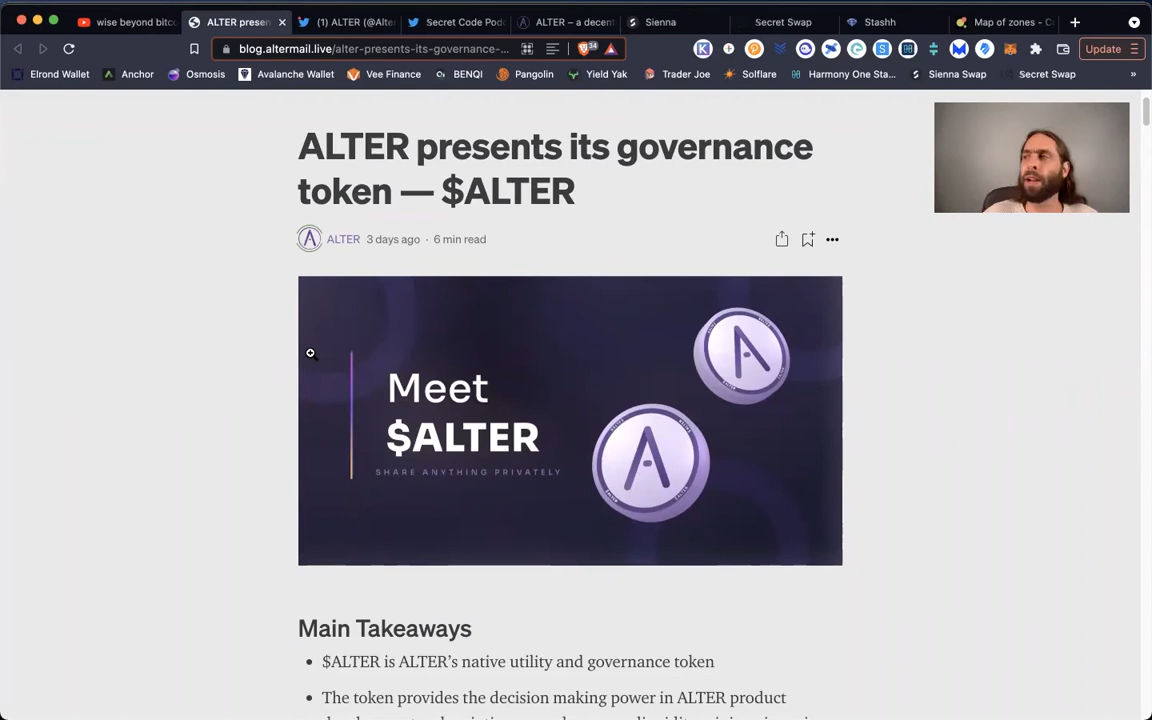 wise beyond bitc
ALTER presen
(1) ALTER (@Alte
Secret Code Pod
ALTER – a decent
Sienna
Secret Swap
Stashh
Map of zones - C
blog.altermail.live/alter-presents-its-governance-...
34
Update
Elrond Wallet
Anchor
Osmosis
Avalanche Wallet
Vee Finance
BENQI
Pangolin
Yield Yak
Trader Joe
Solflare
Harmony One Sta...
Sienna Swap
Secret Swap
»
ALTER presents its governance
token — $ALTER
ALTER 3 days ago · 6 min read
Meet
$ALTER
SHARE ANYTHING PRIVATELY
Main Takeaways
• $ALTER is ALTER’s native utility and governance token
• The token provides the decision making power in ALTER product